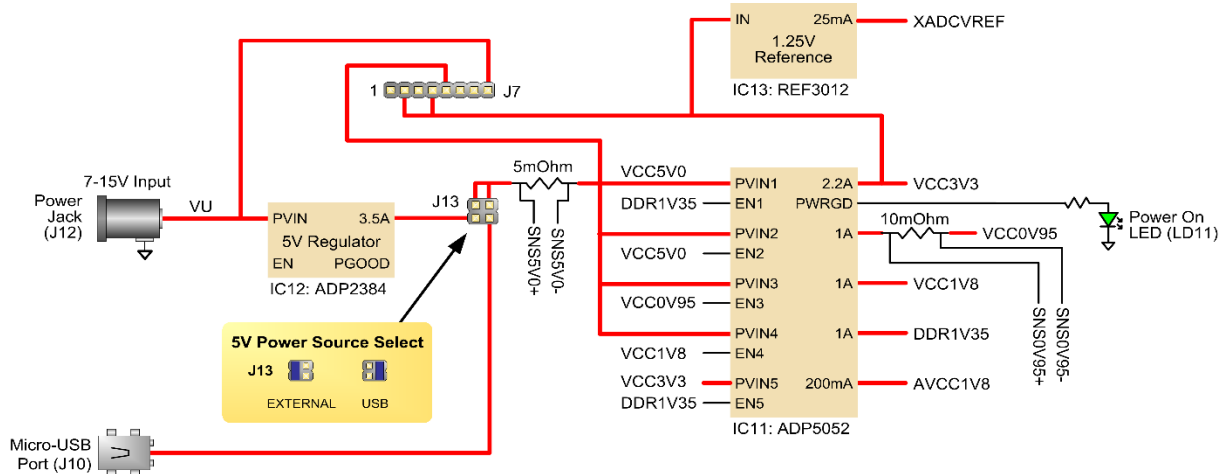 IN
25mA
XADCVREF
1.25V
Reference
IC13: REF3012
1
J7
7-15V Input
Power
Jack
(J12)
VU
PVIN
3.5A
5V Regulator
EN
PGOOD
IC12: ADP2384
J13
5mOhm
SNS5V0+
SNS5V0-
VCC5V0
DDR1V35
VCC5V0
VCC0V95
VCC1V8
VCC3V3
DDR1V35
PVIN1
EN1
PVIN2
EN2
PVIN3
EN3
PVIN4
EN4
PVIN5
EN5
2.2A
PWRGD
1A
1A
1A
200mA
IC11: ADP5052
VCC3V3
10mOhm
VCC0V95
VCC1V8
DDR1V35
AVCC1V8
SNS0V95+
SNS0V95-
Power On
LED (LD11)
5V Power Source Select
J13
EXTERNAL
USB
Micro-USB
Port (J10)